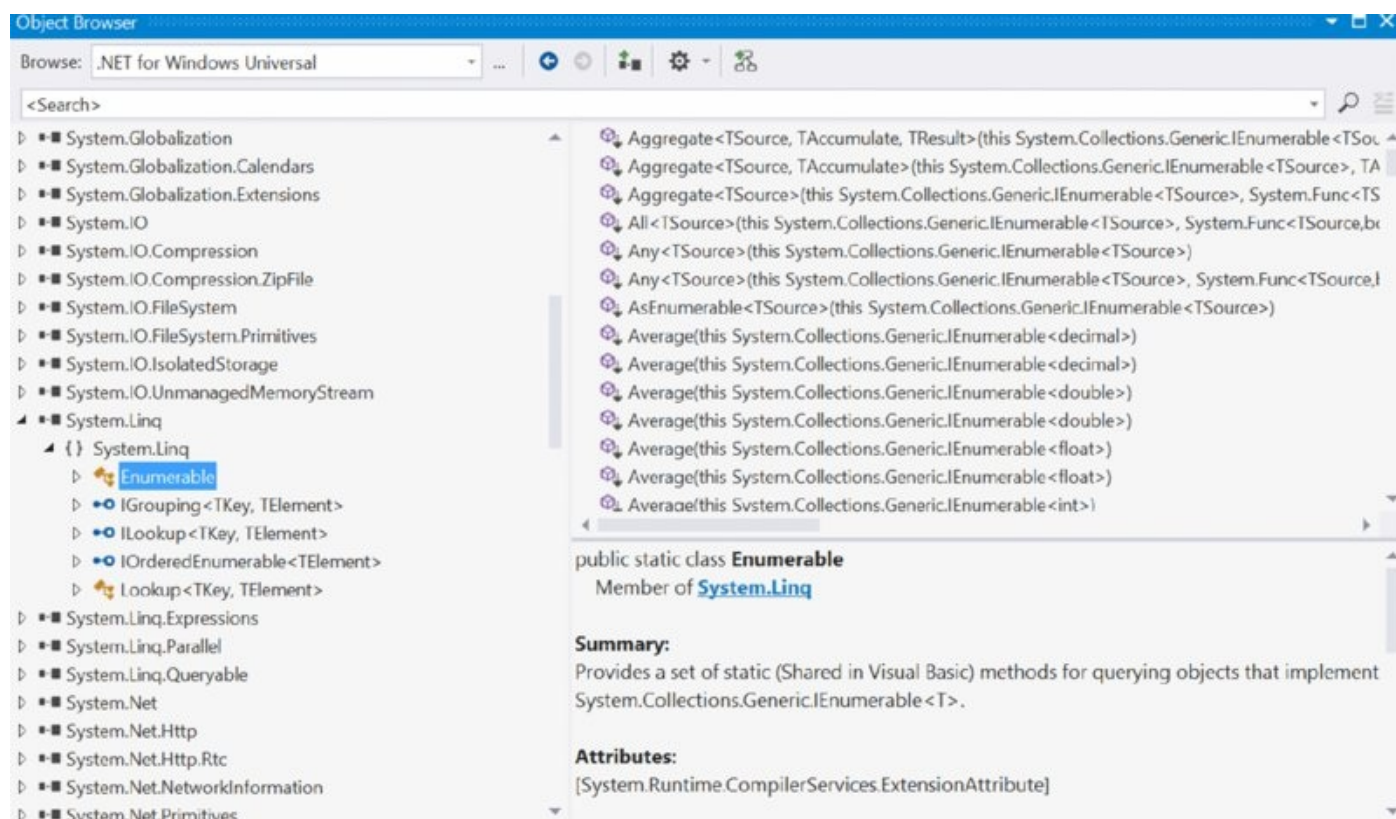 Object Browser
Browse: .NET for Windows Universal
...
<Search>
System.Globalization
System.Globalization.Calendars
System.Globalization.Extensions
System.IO
System.IO.Compression
System.IO.Compression.ZipFile
System.IO.FileSystem
System.IO.FileSystem.Primitives
System.IO.IsolatedStorage
System.IO.UnmanagedMemoryStream
System.Linq
{ } System.Linq
Enumerable
IGrouping<TKey, TElement>
ILookup<TKey, TElement>
IOrderedEnumerable<TElement>
Lookup<TKey, TElement>
System.Linq.Expressions
System.Linq.Parallel
System.Linq.Queryable
System.Net
System.Net.Http
System.Net.Http.Rtc
System.Net.NetworkInformation
System.Net.Primitives
Aggregate<TSource, TAccumulate, TResult>(this System.Collections.Generic.IEnumerable<TSou
Aggregate<TSource, TAccumulate>(this System.Collections.Generic.IEnumerable<TSource>, TA
Aggregate<TSource>(this System.Collections.Generic.IEnumerable<TSource>, System.Func<TS
All<TSource>(this System.Collections.Generic.IEnumerable<TSource>, System.Func<TSource,bo
Any<TSource>(this System.Collections.Generic.IEnumerable<TSource>)
Any<TSource>(this System.Collections.Generic.IEnumerable<TSource>, System.Func<TSource,
AsEnumerable<TSource>(this System.Collections.Generic.IEnumerable<TSource>)
Average(this System.Collections.Generic.IEnumerable<decimal>)
Average(this System.Collections.Generic.IEnumerable<decimal>)
Average(this System.Collections.Generic.IEnumerable<double>)
Average(this System.Collections.Generic.IEnumerable<double>)
Average(this System.Collections.Generic.IEnumerable<float>)
Average(this System.Collections.Generic.IEnumerable<float>)
Average(this System.Collections.Generic.IEnumerable<int>)
public static class Enumerable
Member of System.Linq
Summary:
Provides a set of static (Shared in Visual Basic) methods for querying objects that implement
System.Collections.Generic.IEnumerable<T>.
Attributes:
[System.Runtime.CompilerServices.ExtensionAttribute]